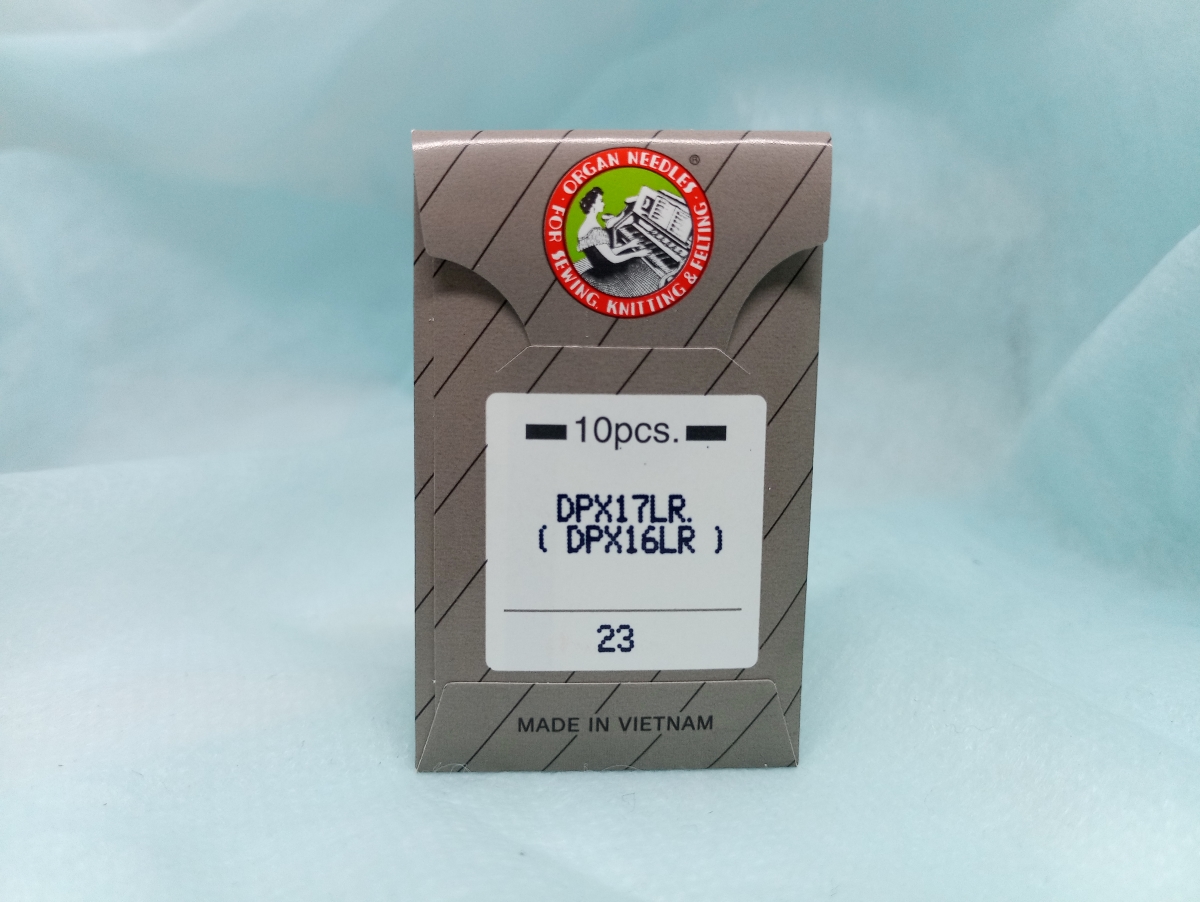 ORGAN NEEDLES ®
· FOR SEWING, KNITTING & FELTING ·
10pcs.
DPX17LR.
( DPX16LR )
23
MADE IN VIETNAM